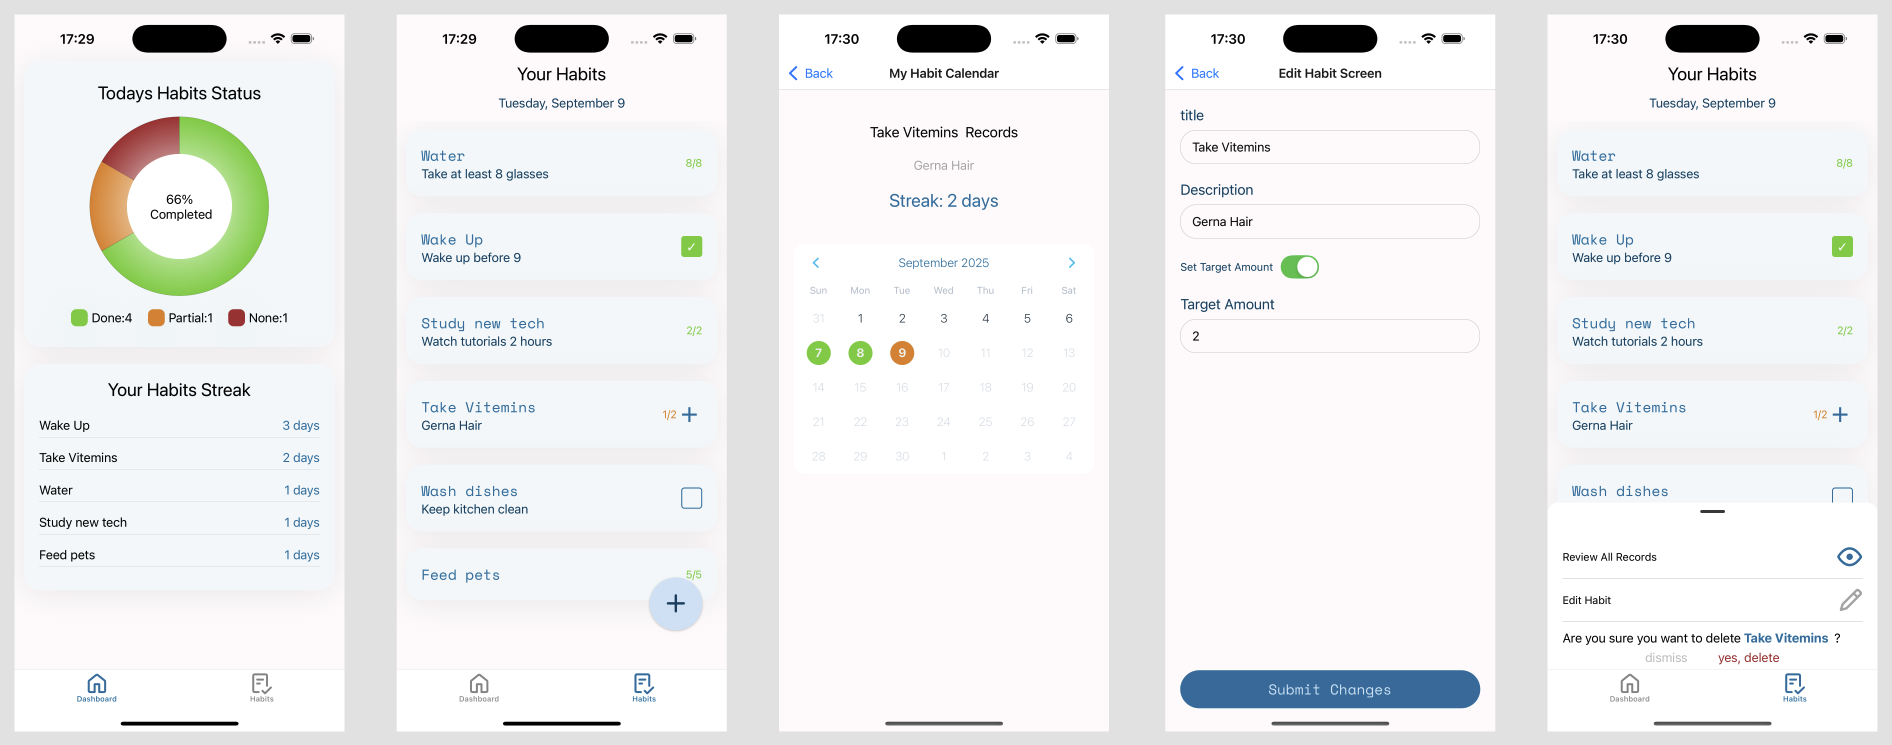 17:29
Todays Habits Status
66%
Completed
Done:4 Partial:1 None:1
Your Habits Streak
Wake Up 3 days
Take Vitemins 2 days
Water 1 days
Study new tech 1 days
Feed pets 1 days
Dashboard Habits
17:29
Your Habits
Tuesday, September 9
Water 8/8
Take at least 8 glasses
Wake Up
Wake up before 9
Study new tech 2/2
Watch tutorials 2 hours
Take Vitemins 1/2 +
Gerna Hair
Wash dishes
Keep kitchen clean
Feed pets 5/5
+
Dashboard Habits
17:30
Back My Habit Calendar
Take Vitemins Records
Gerna Hair
Streak: 2 days
September 2025
Sun Mon Tue Wed Thu Fri Sat
31 1 2 3 4 5 6
7 8 9 10 11 12 13
14 15 16 17 18 19 20
21 22 23 24 25 26 27
28 29 30 1 2 3 4
17:30
Back Edit Habit Screen
title
Take Vitemins
Description
Gerna Hair
Set Target Amount
Target Amount
2
Submit Changes
17:30
Your Habits
Tuesday, September 9
Water 8/8
Take at least 8 glasses
Wake Up
Wake up before 9
Study new tech 2/2
Watch tutorials 2 hours
Take Vitemins 1/2 +
Gerna Hair
Wash dishes
Review All Records
Edit Habit
Are you sure you want to delete Take Vitemins ?
dismiss yes, delete
Dashboard Habits